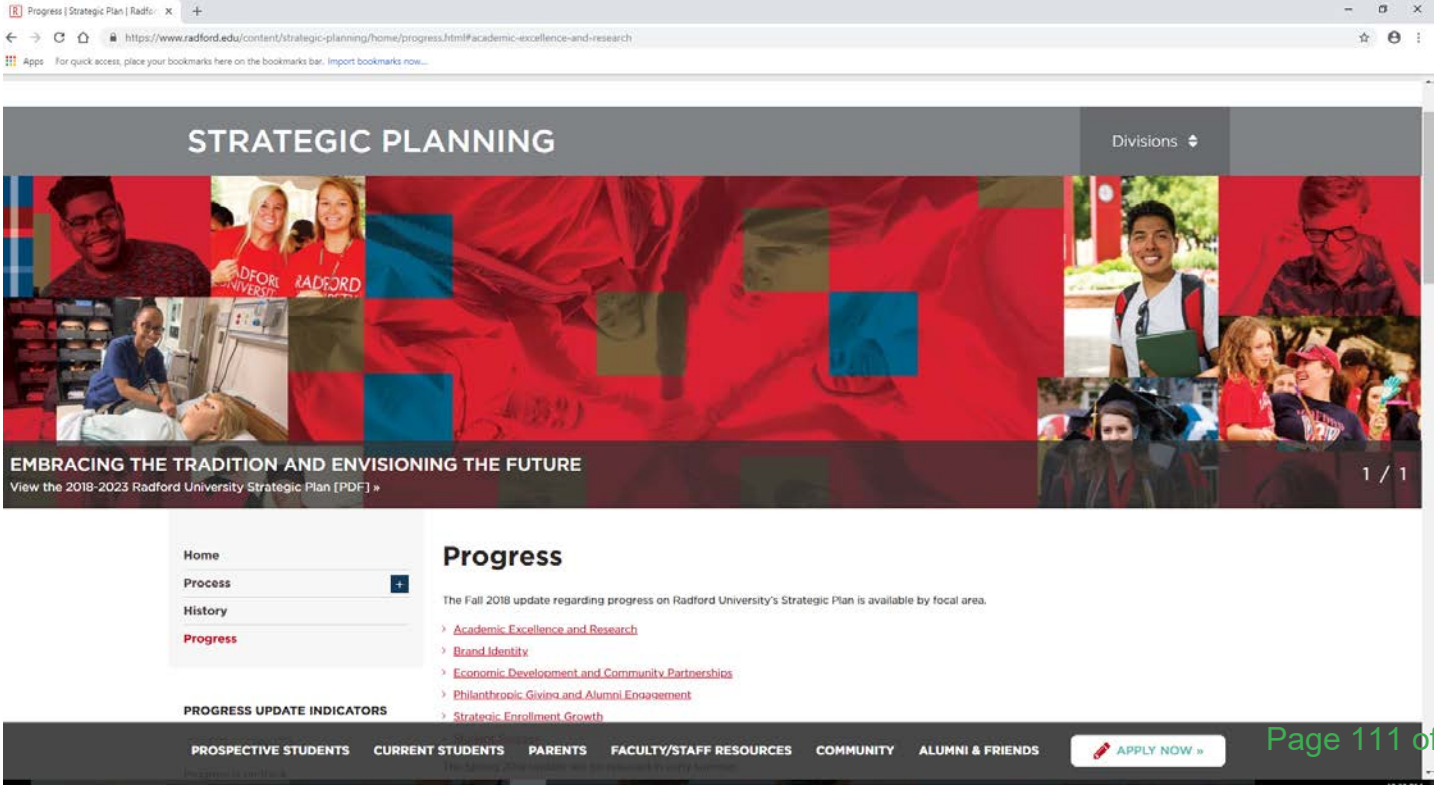 Progress | Strategic Plan | Radfo
https://www.radford.edu/content/strategic-planning/home/progress.html#academic-excellence-and-research
Apps For quick access, place your bookmarks here on the bookmarks bar. Import bookmarks now...
STRATEGIC PLANNING
Divisions
RADFORD
UNIVERSITY
EMBRACING THE TRADITION AND ENVISIONING THE FUTURE
View the 2018-2023 Radford University Strategic Plan [PDF] »
1 / 1
Home
Process +
History
Progress
PROGRESS UPDATE INDICATORS
Progress
The Fall 2018 update regarding progress on Radford University's Strategic Plan is available by focal area.
› Academic Excellence and Research
› Brand Identity
› Economic Development and Community Partnerships
› Philanthropic Giving and Alumni Engagement
› Strategic Enrollment Growth
PROSPECTIVE STUDENTS CURRENT STUDENTS PARENTS FACULTY/STAFF RESOURCES COMMUNITY ALUMNI & FRIENDS APPLY NOW »
Page 111 of